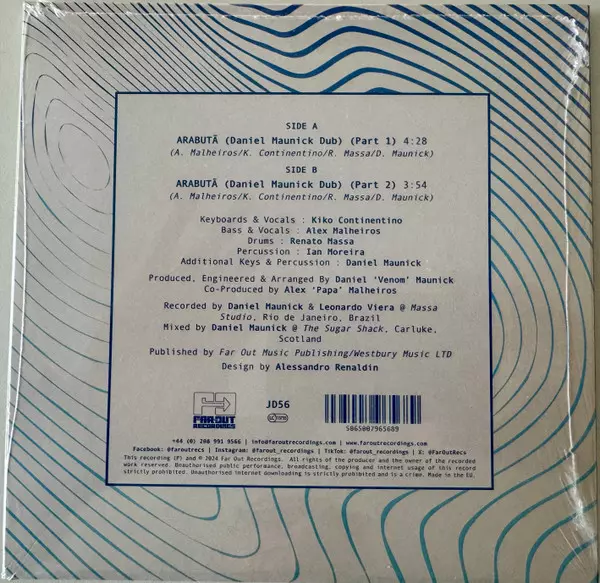 SIDE A
ARABUTÃ (Daniel Maunick Dub) (Part 1) 4:28
(A. Malheiros/K. Continentino/R. Massa/D. Maunick)
SIDE B
ARABUTÃ (Daniel Maunick Dub) (Part 2) 3:54
(A. Malheiros/K. Continentino/R. Massa/D. Maunick)
Keyboards & Vocals : Kiko Continentino
Bass & Vocals : Alex Malheiros
Drums : Renato Massa
Percussion : Ian Moreira
Additional Keys & Percussion : Daniel Maunick
Produced, Engineered & Arranged By Daniel ‘Venom’ Maunick
Co-Produced by Alex ‘Papa’ Malheiros
Recorded by Daniel Maunick & Leonardo Viera @ Massa
Studio, Rio de Janeiro, Brazil
Mixed by Daniel Maunick @ The Sugar Shack, Carluke,
Scotland
Published by Far Out Music Publishing/Westbury Music LTD
Design by Alessandro Renaldin
FAR OUT
RECORDINGS
JD56
5065007965689
+44 (0) 208 991 9566 | info@faroutrecordings.com | www.faroutrecordings.com
Facebook: @faroutrecs | Instagram: @farout_recordings | TikTok: @farout_recordings | X: @FarOutRecs
This recording (P) and © 2024 Far Out Recordings. All rights of the producer and the owner of the recorded
work reserved. Unauthorised public performance, broadcasting, copying and internet usage of this record
strictly prohibited. Unauthorised internet downloading is strictly prohibited and is a crime. Made in the EU.